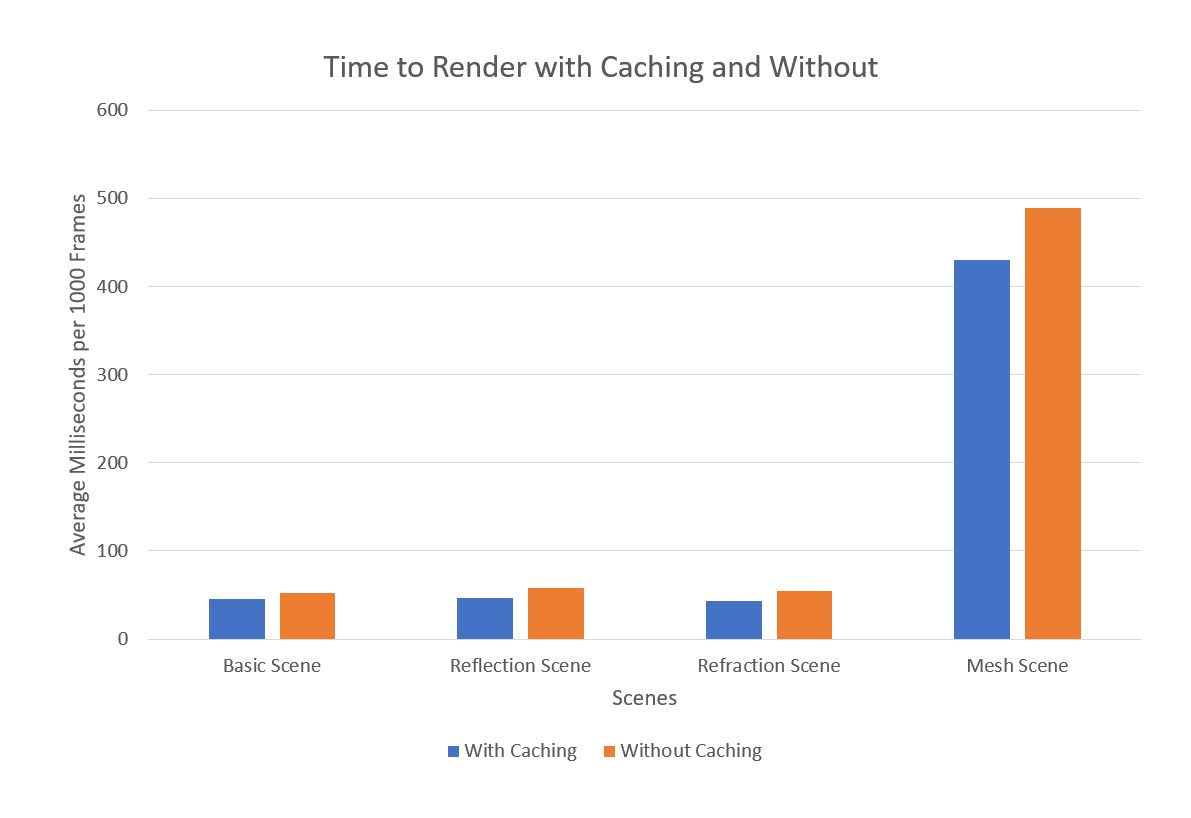 Time to Render with Caching and Without
Average Milliseconds per 1000 Frames
600
500
400
300
200
100
0
Basic Scene
Reflection Scene
Refraction Scene
Mesh Scene
Scenes
With Caching
Without Caching